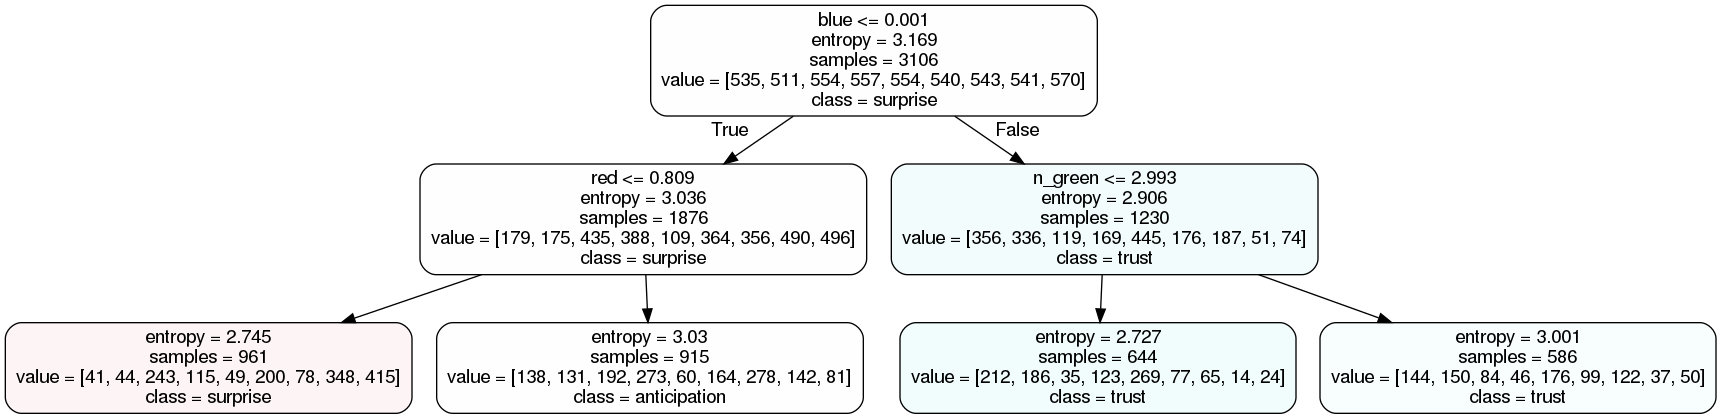 blue <= 0.001
entropy = 3.169
samples = 3106
value = [535, 511, 554, 557, 554, 540, 543, 541, 570]
class = surprise
True
False
red <= 0.809
entropy = 3.036
samples = 1876
value = [179, 175, 435, 388, 109, 364, 356, 490, 496]
class = surprise
n_green <= 2.993
entropy = 2.906
samples = 1230
value = [356, 336, 119, 169, 445, 176, 187, 51, 74]
class = trust
entropy = 2.745
samples = 961
value = [41, 44, 243, 115, 49, 200, 78, 348, 415]
class = surprise
entropy = 3.03
samples = 915
value = [138, 131, 192, 273, 60, 164, 278, 142, 81]
class = anticipation
entropy = 2.727
samples = 644
value = [212, 186, 35, 123, 269, 77, 65, 14, 24]
class = trust
entropy = 3.001
samples = 586
value = [144, 150, 84, 46, 176, 99, 122, 37, 50]
class = trust